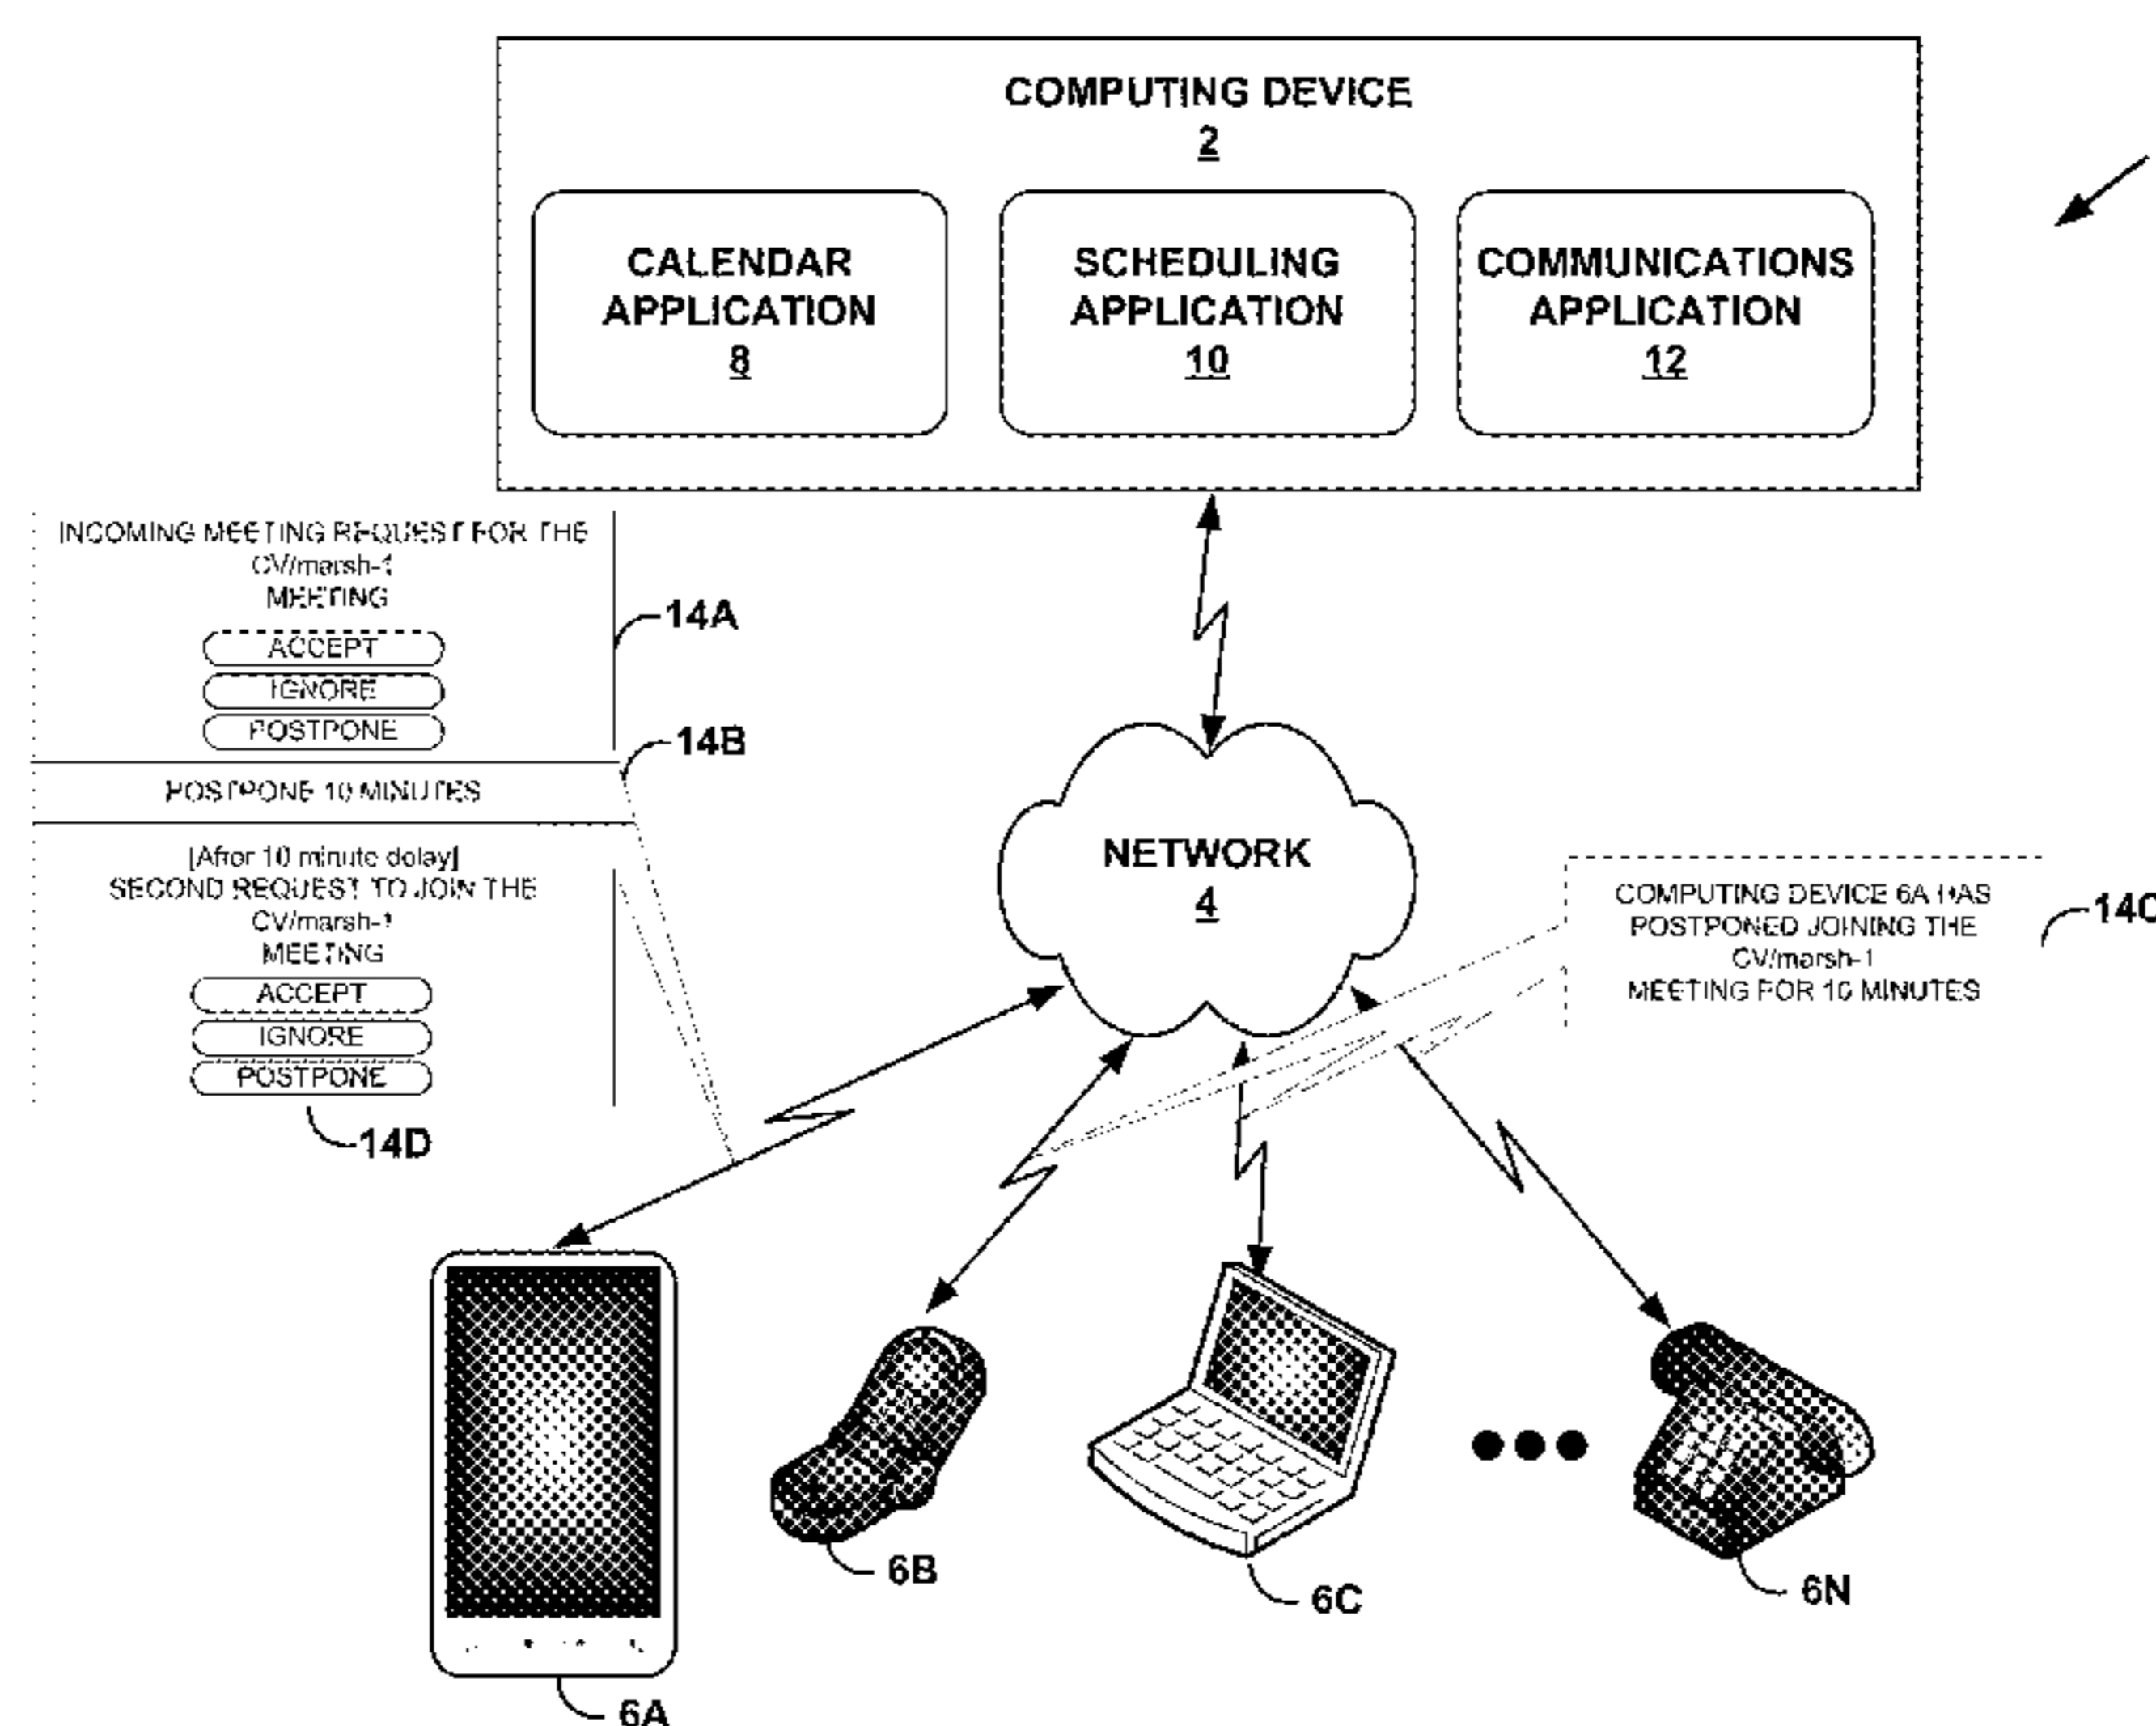 COMPUTING DEVICE
2
CALENDAR
APPLICATION
8
SCHEDULING
APPLICATION
10
COMMUNICATIONS
APPLICATION
12
INCOMING MEETING REQUEST FOR THE
CV/marsh-1
MEETING
ACCEPT
IGNORE
POSTPONE
14A
14B
POSTPONE 10 MINUTES
[After 10 minute delay]
SECOND REQUEST TO JOIN THE
CV/marsh-1
MEETING
ACCEPT
IGNORE
POSTPONE
14D
NETWORK
4
COMPUTING DEVICE 6A HAS
POSTPONED JOINING THE
CV/marsh-1
MEETING FOR 10 MINUTES
14C
6A
6B
6C
6N